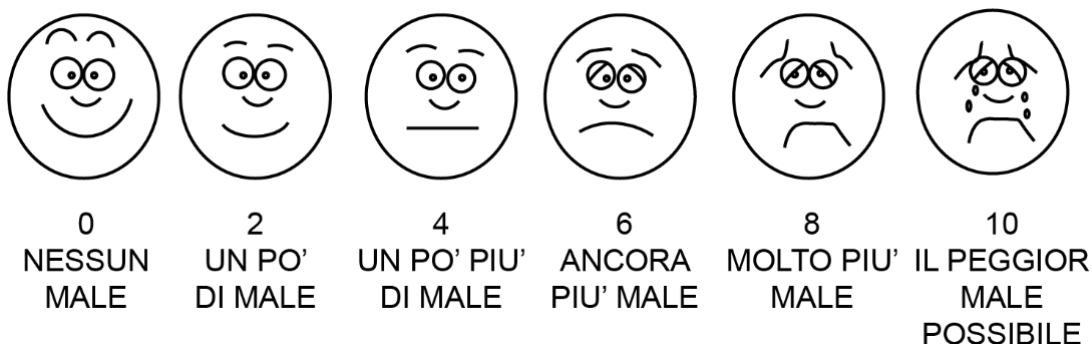 0
NESSUN
MALE
2
UN PO'
DI MALE
4
UN PO' PIU'
DI MALE
6
ANCORA
PIU' MALE
8
MOLTO PIU'
MALE
10
IL PEGGIOR
MALE
POSSIBILE